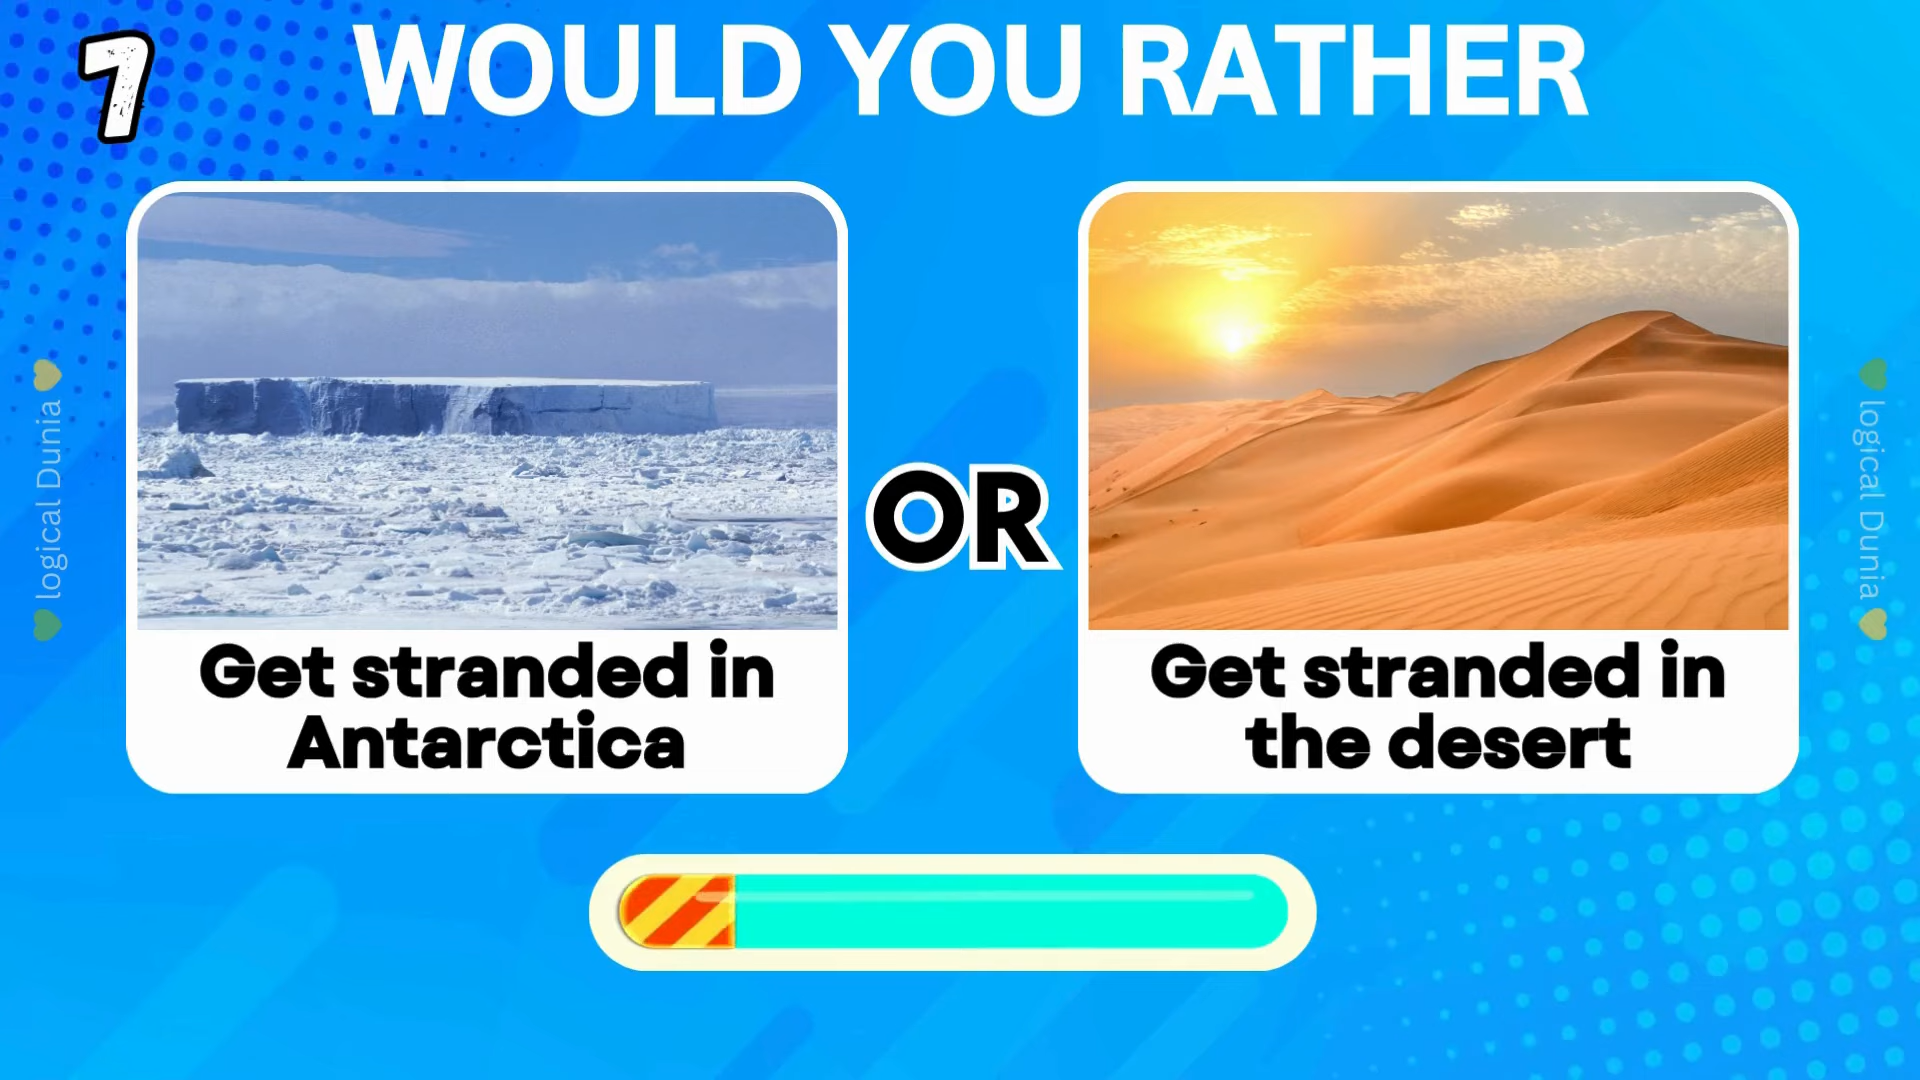 7
WOULD YOU RATHER
logical Dunia
Get stranded in
Antarctica
OR
Get stranded in
the desert
logical Dunia